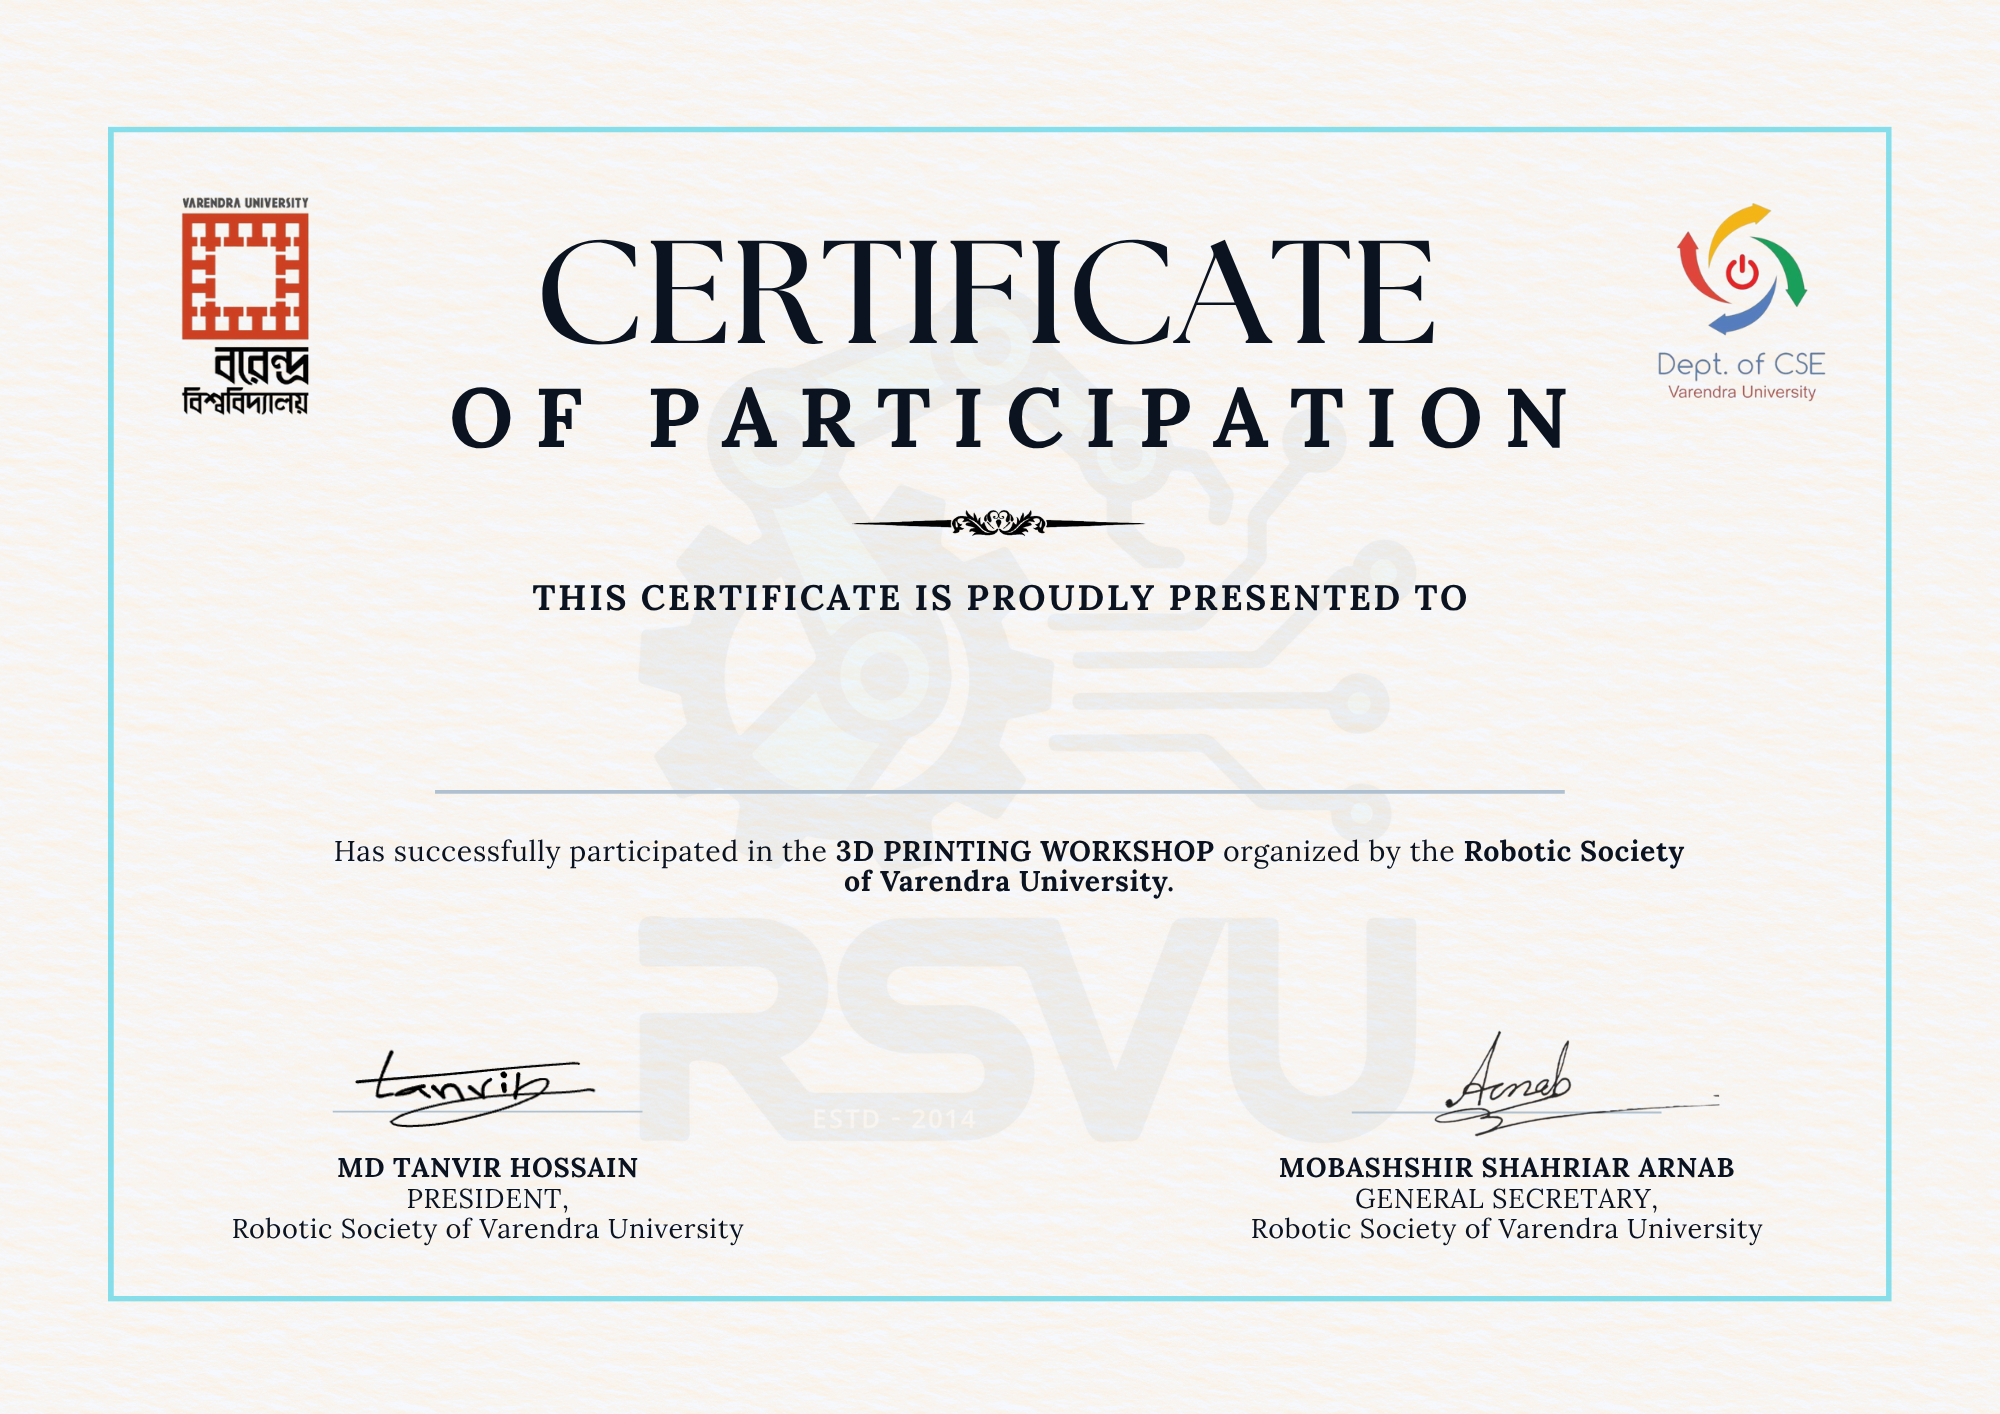 VARENDRA UNIVERSITY
বরেন্দ্র
বিশ্ববিদ্যালয়
Dept. of CSE
Varendra University
CERTIFICATE
OF PARTICIPATION
THIS CERTIFICATE IS PROUDLY PRESENTED TO
Has successfully participated in the 3D PRINTING WORKSHOP organized by the Robotic Society
of Varendra University.
RSVU
ESTD - 2014
tanvir
MD TANVIR HOSSAIN
PRESIDENT,
Robotic Society of Varendra University
Arnab
MOBASHSHIR SHAHRIAR ARNAB
GENERAL SECRETARY,
Robotic Society of Varendra University